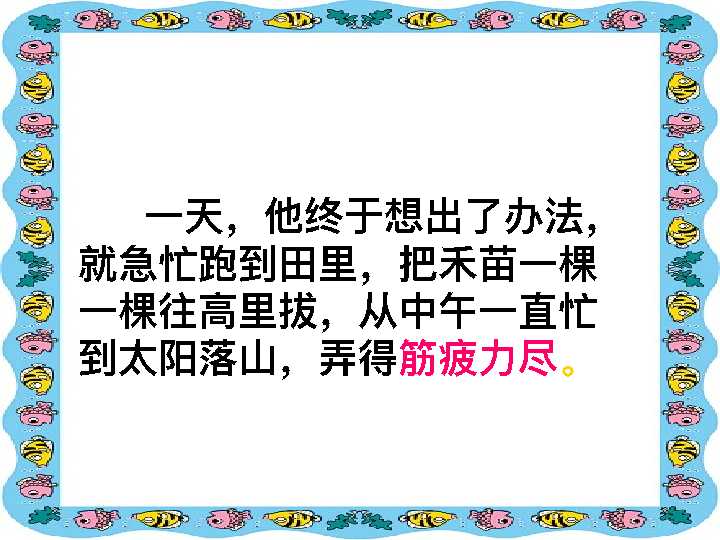 一天，他终于想出了办法，
就急忙跑到田里，把禾苗一棵
一棵往高里拔，从中午一直忙
到太阳落山，弄得筋疲力尽。